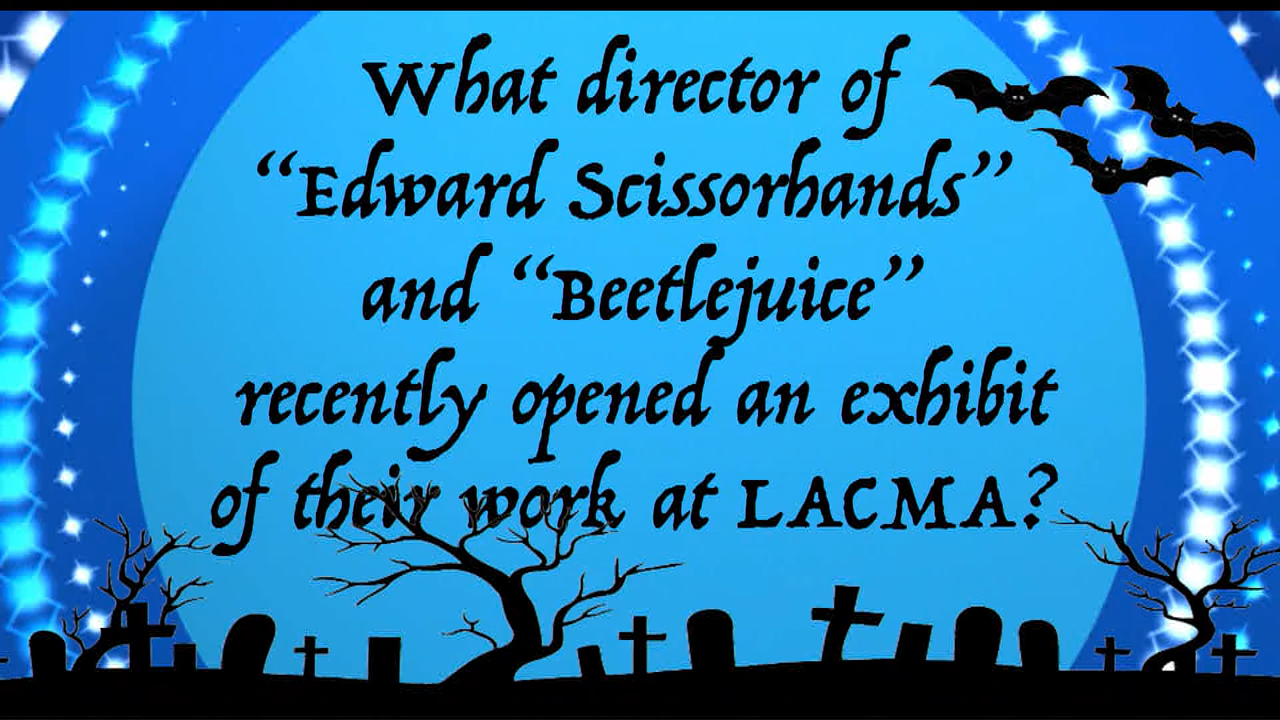 What director of
“Edward Scissorhands”
and “Beetlejuice”
recently opened an exhibit
of their work at LACMA?